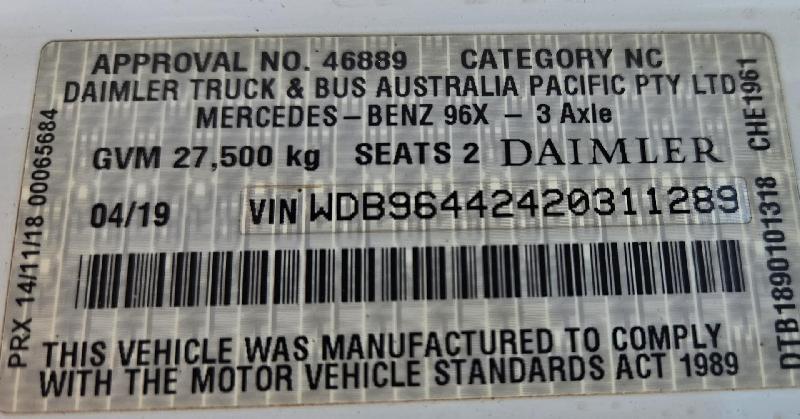 APPROVAL NO. 46889 CATEGORY NC
DAIMLER TRUCK & BUS AUSTRALIA PACIFIC PTY LTD
MERCEDES-BENZ 96X - 3 Axle
GVM 27,500 kg SEATS 2 DAIMLER
04/19 VIN WDB96442420311289
THIS VEHICLE WAS MANUFACTURED TO COMPLY
WITH THE MOTOR VEHICLE STANDARDS ACT 1989
PRX 14/11/18 00065684
DTB1890101318 CHE1961